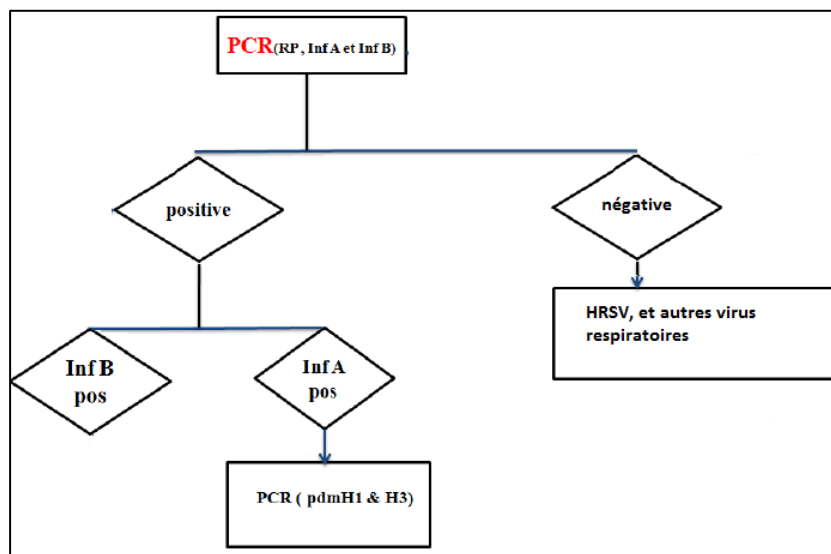 PCR(RP, Inf A et Inf B)
positive
négative
HRSV, et autres virus
respiratoires
Inf B
pos
Inf A
pos
PCR ( pdmH1 & H3)